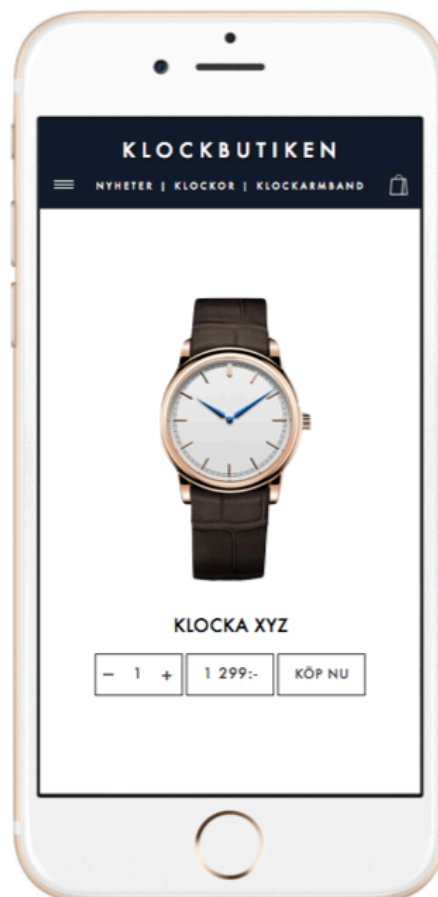 KLOCKBUTIKEN
NYHETER | KLOCKOR | KLOCKARMBAND
KLOCKA XYZ
– 1 + 1 299:- KÖP NU